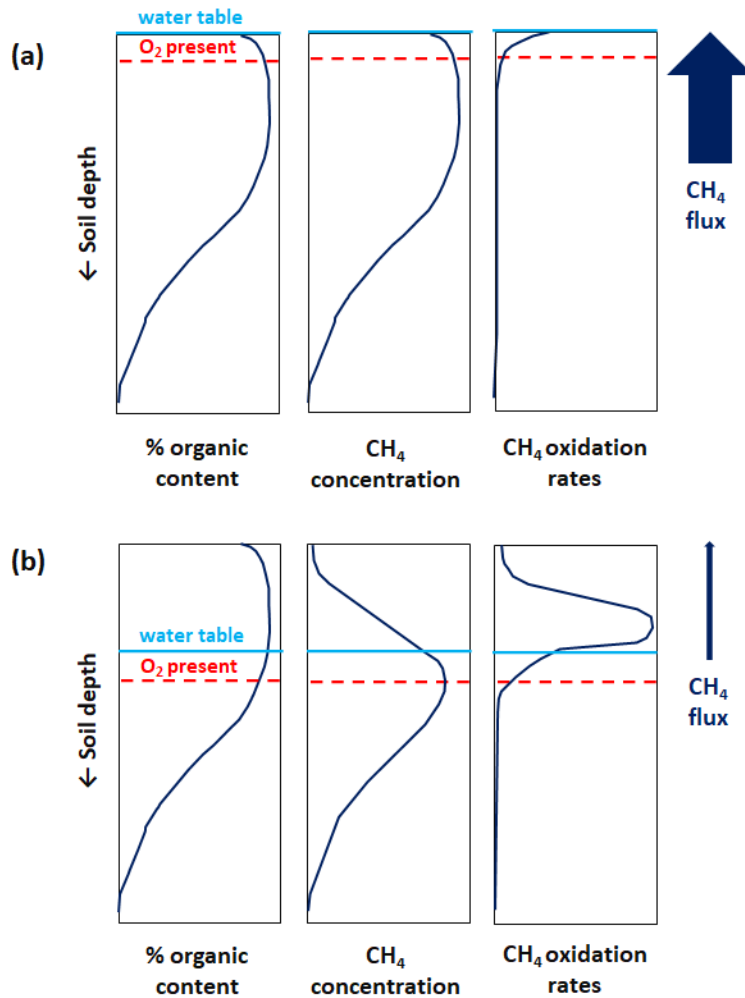 water table
(a)
O₂ present
← Soil depth
CH₄
flux
% organic
content
CH₄
concentration
CH₄ oxidation
rates
(b)
water table
O₂ present
← Soil depth
CH₄
flux
% organic
content
CH₄
concentration
CH₄ oxidation
rates